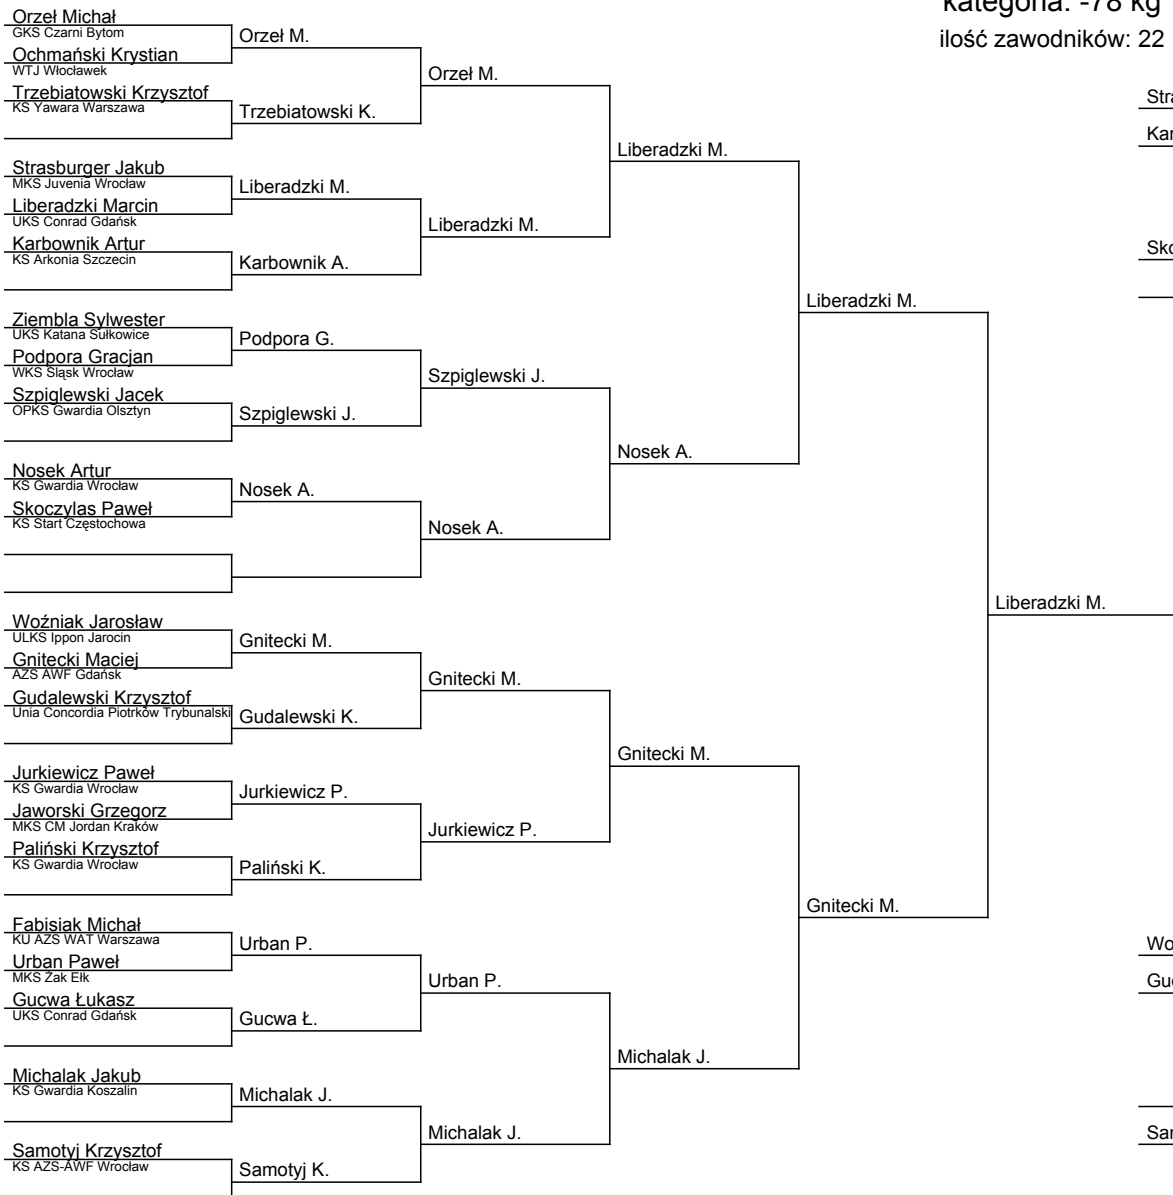 kategoria: -78 kg
ilość zawodników: 22
Orzeł Michał
GKS Czarni Bytom
Ochmański Krystian
WTJ Włocławek
Trzebiatowski Krzysztof
KS Yawara Warszawa
Strasburger Jakub
MKS Juvenia Wrocław
Liberadzki Marcin
UKS Conrad Gdańsk
Karbownik Artur
KS Arkonia Szczecin
Ziembla Sylwester
UKS Katana Sułkowice
Podpora Gracjan
WKS Śląsk Wrocław
Szpiglewski Jacek
OPKS Gwardia Olsztyn
Nosek Artur
KS Gwardia Wrocław
Skoczylas Paweł
KS Start Częstochowa
Woźniak Jarosław
ULKS Ippon Jarocin
Gnitecki Maciej
AZS AWF Gdańsk
Gudalewski Krzysztof
Unia Concordia Piotrków Trybunalski
Jurkiewicz Paweł
KS Gwardia Wrocław
Jaworski Grzegorz
MKS CM Jordan Kraków
Paliński Krzysztof
KS Gwardia Wrocław
Fabisiak Michał
KU AZS WAT Warszawa
Urban Paweł
MKS Żak Ełk
Gucwa Łukasz
UKS Conrad Gdańsk
Michalak Jakub
KS Gwardia Koszalin
Samotyj Krzysztof
KS AZS-AWF Wrocław
Orzeł M.
Trzebiatowski K.
Liberadzki M.
Karbownik A.
Podpora G.
Szpiglewski J.
Nosek A.
Gnitecki M.
Gudalewski K.
Jurkiewicz P.
Paliński K.
Urban P.
Gucwa Ł.
Michalak J.
Samotyj K.
Orzeł M.
Liberadzki M.
Szpiglewski J.
Nosek A.
Gnitecki M.
Jurkiewicz P.
Urban P.
Michalak J.
Liberadzki M.
Nosek A.
Gnitecki M.
Michalak J.
Liberadzki M.
Gnitecki M.
Liberadzki M.